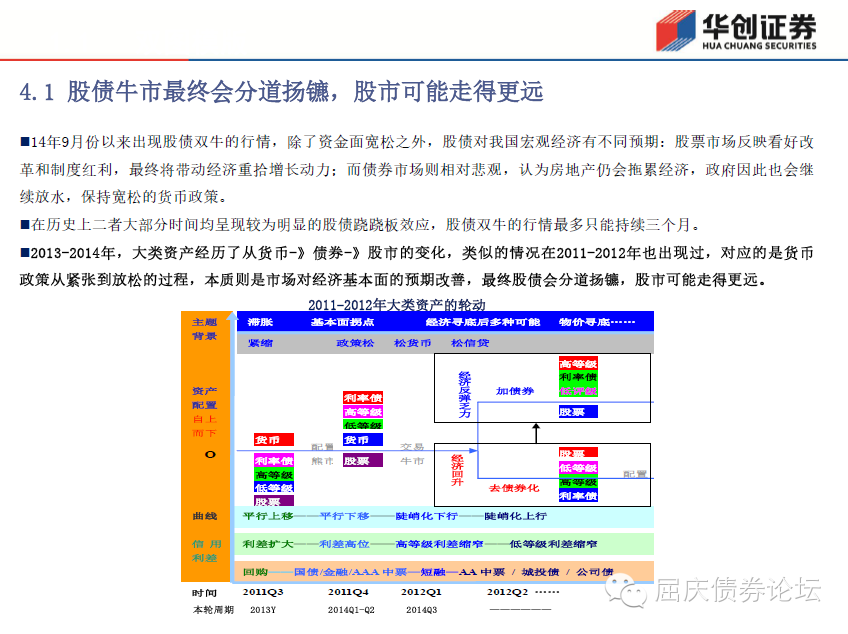 华创证券
HUA CHUANG SECURITIES
4.1 股债牛市最终会分道扬镳，股市可能走得更远
■14年9月份以来出现股债双牛的行情，除了资金面宽松之外，股债对我国宏观经济有不同预期：股票市场反映看好改
革和制度红利，最终将带动经济重拾增长动力；而债券市场则相对悲观，认为房地产仍会拖累经济，政府因此也会继
续放水，保持宽松的货币政策。
■在历史上二者大部分时间均呈现较为明显的股债跷跷板效应，股债双牛的行情最多只能持续三个月。
■2013-2014年，大类资产经历了从货币-》债券-》股市的变化，类似的情况在2011-2012年也出现过，对应的是货币
政策从紧张到放松的过程，本质则是市场对经济基本面的预期改善，最终股债会分道扬镳，股市可能走得更远。
2011-2012年大类资产的轮动
主题 滞胀 基本面拐点 经济寻底后多种可能 物价寻底……
背景 紧缩 政策松 松货币 松信贷
资产
配置
自上
而下
O
货币
利率债
高等级
低等级
股票
配置
熊市
利率债
高等级
低等级
货币
股票
交易
牛市
经济反弹乏力
加债券
高等级
利率债
低等级
股票
经济回升
去债券化
股票
低等级
高等级
利率债
配置
曲线 平行上移——平行下移——陡峭化下行——陡峭化上行
信用
利差
利差扩大——利差高位——高等级利差缩窄——低等级利差缩窄
回购——国债/金融/AAA中票—短融—AA中票 / 城投债 / 公司债
时间 2011Q3 2011Q4 2012Q1 2012Q2 ……
本轮周期 2013Y 2014Q1-Q2 2014Q3 ——————
屈庆债券论坛